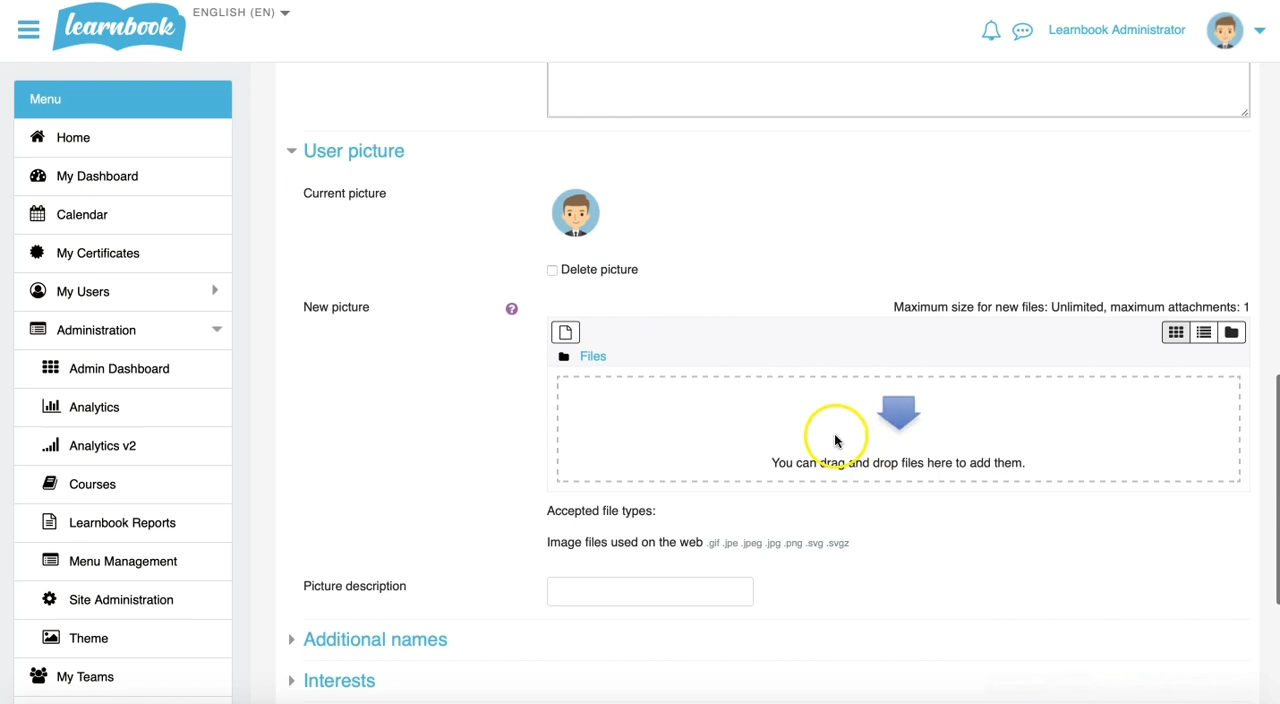 learnbook
ENGLISH (EN)
Learnbook Administrator
Menu
Home
My Dashboard
Calendar
My Certificates
My Users
Administration
Admin Dashboard
Analytics
Analytics v2
Courses
Learnbook Reports
Menu Management
Site Administration
Theme
My Teams
User picture
Current picture
Delete picture
New picture
?
Maximum size for new files: Unlimited, maximum attachments: 1
Files
You can drag and drop files here to add them.
Accepted file types:
Image files used on the web .gif .jpe .jpeg .jpg .png .svg .svgz
Picture description
Additional names
Interests